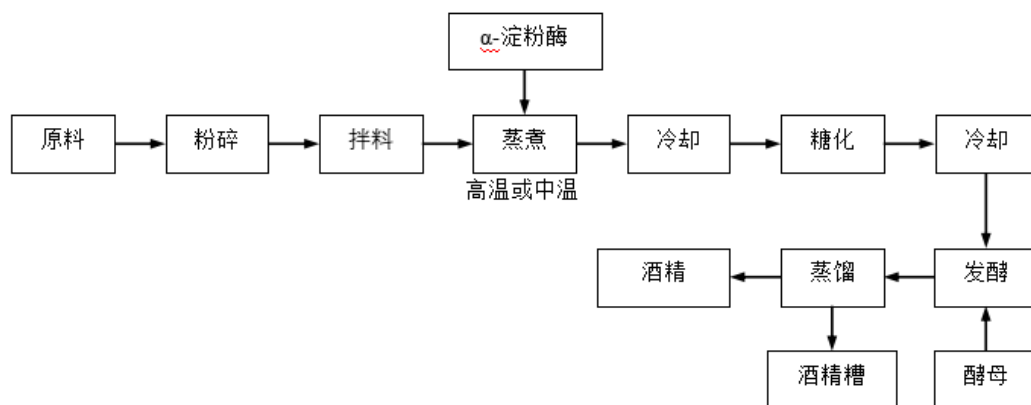 α-淀粉酶
原料
粉碎
拌料
蒸煮
冷却
糖化
冷却
高温或中温
酒精
蒸馏
发酵
酒精糟
酵母